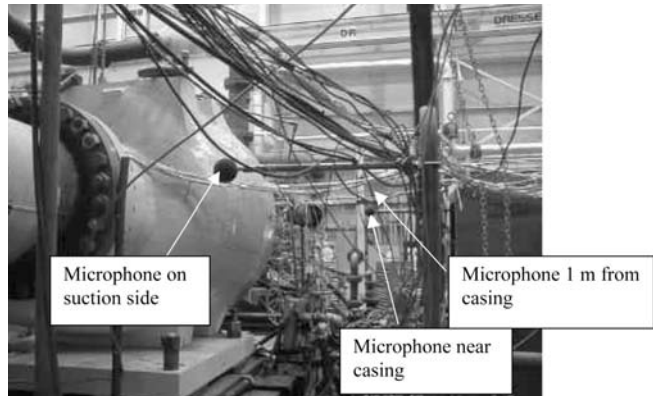 D-R
DRESSE
Microphone on
suction side
Microphone 1 m from
casing
Microphone near
casing